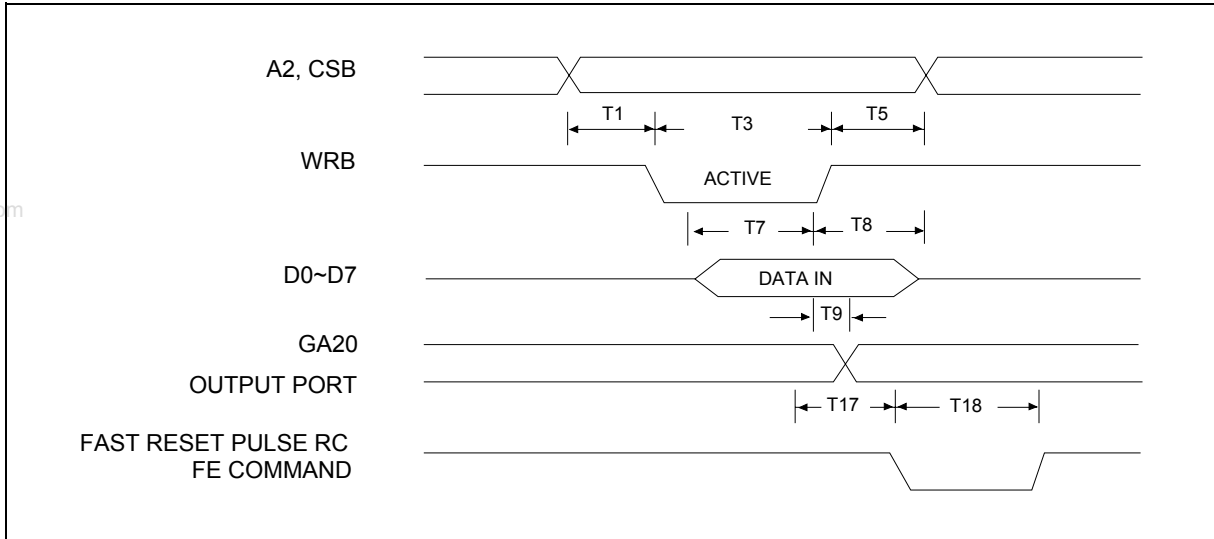 A2, CSB
T1
T3
T5
WRB
ACTIVE
T7
T8
om
D0~D7
DATA IN
T9
GA20
OUTPUT PORT
T17
T18
FAST RESET PULSE RC
FE COMMAND